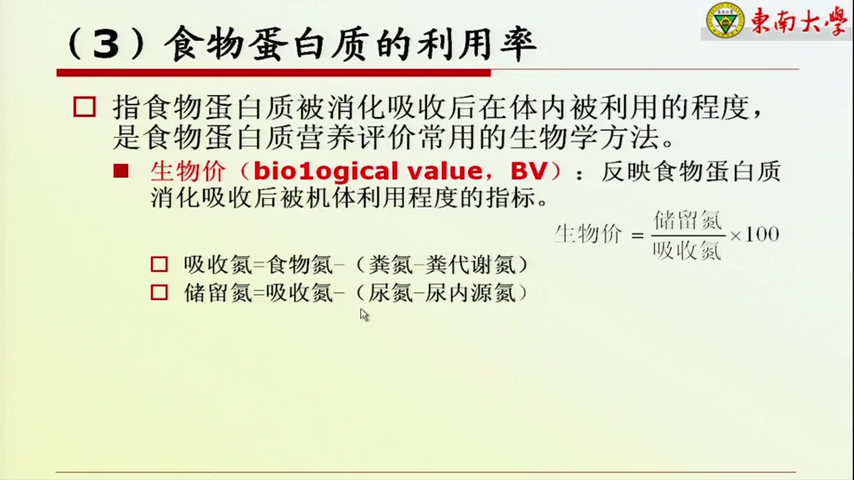 （3）食物蛋白质的利用率
東南大學
指食物蛋白质被消化吸收后在体内被利用的程度，
是食物蛋白质营养评价常用的生物学方法。
生物价（bio1ogical value，BV）：反映食物蛋白质
消化吸收后被机体利用程度的指标。
生物价 = 储留氮/吸收氮 ×100
吸收氮=食物氮-（粪氮-粪代谢氮）
储留氮=吸收氮-（尿氮-尿内源氮）